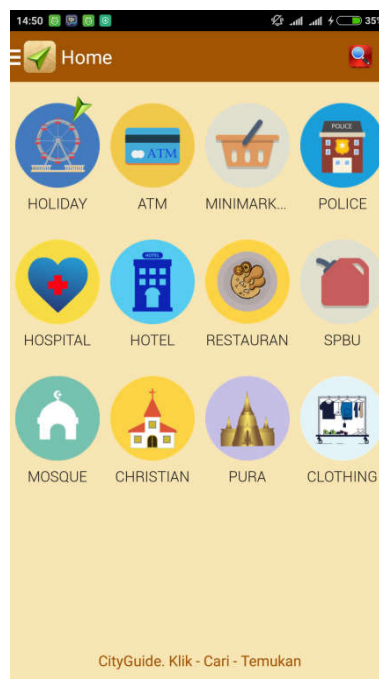 14:50 35%
Home
POLICE
ATM
HOLIDAY ATM MINIMARK... POLICE
HOTEL
HOSPITAL HOTEL RESTAURAN SPBU
MOSQUE CHRISTIAN PURA CLOTHING
CityGuide. Klik - Cari - Temukan